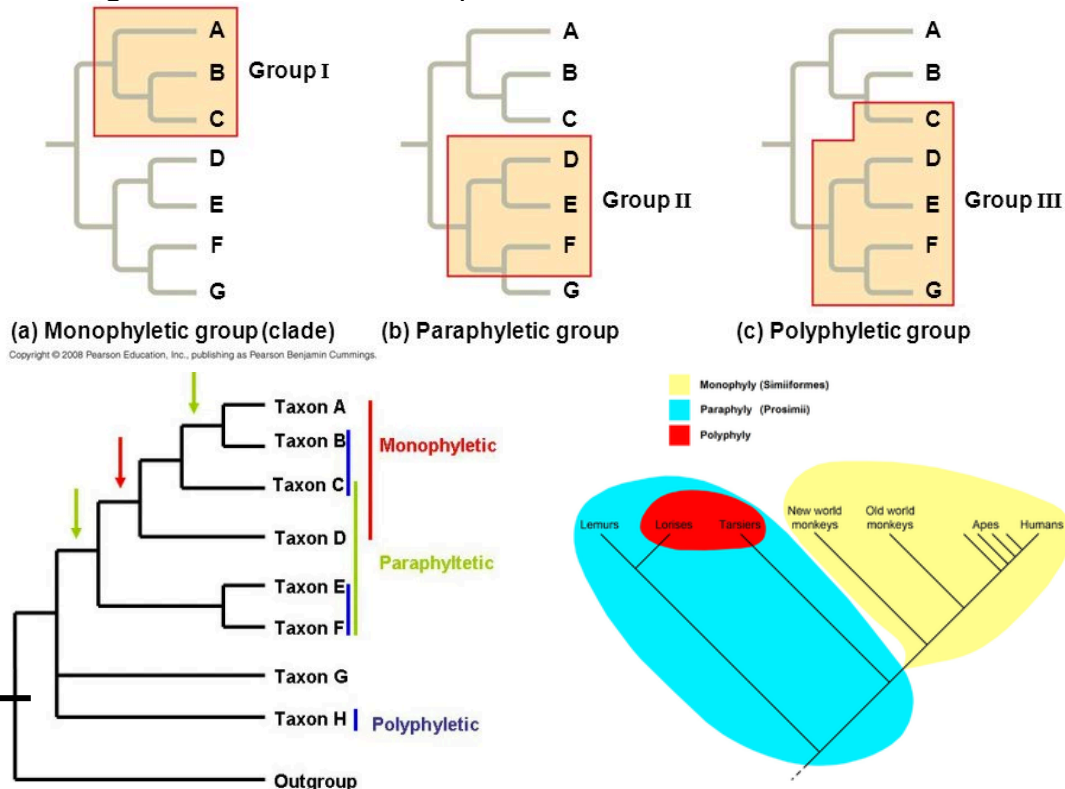 A
B
Group I
C
D
E
F
G
A
B
C
D
E
Group II
F
G
A
B
C
D
E
Group III
F
G
(a) Monophyletic group (clade)
(b) Paraphyletic group
(c) Polyphyletic group
Copyright © 2008 Pearson Education, Inc., publishing as Pearson Benjamin Cummings.
Taxon A
Taxon B
Monophyletic
Taxon C
Taxon D
Paraphyltetic
Taxon E
Taxon F
Taxon G
Taxon H
Polyphyletic
Outgroup
Monophyly (Simiiformes)
Paraphyly (Prosimii)
Polyphyly
Lemurs
Lorises
Tarsiers
New world
monkeys
Old world
monkeys
Apes
Humans